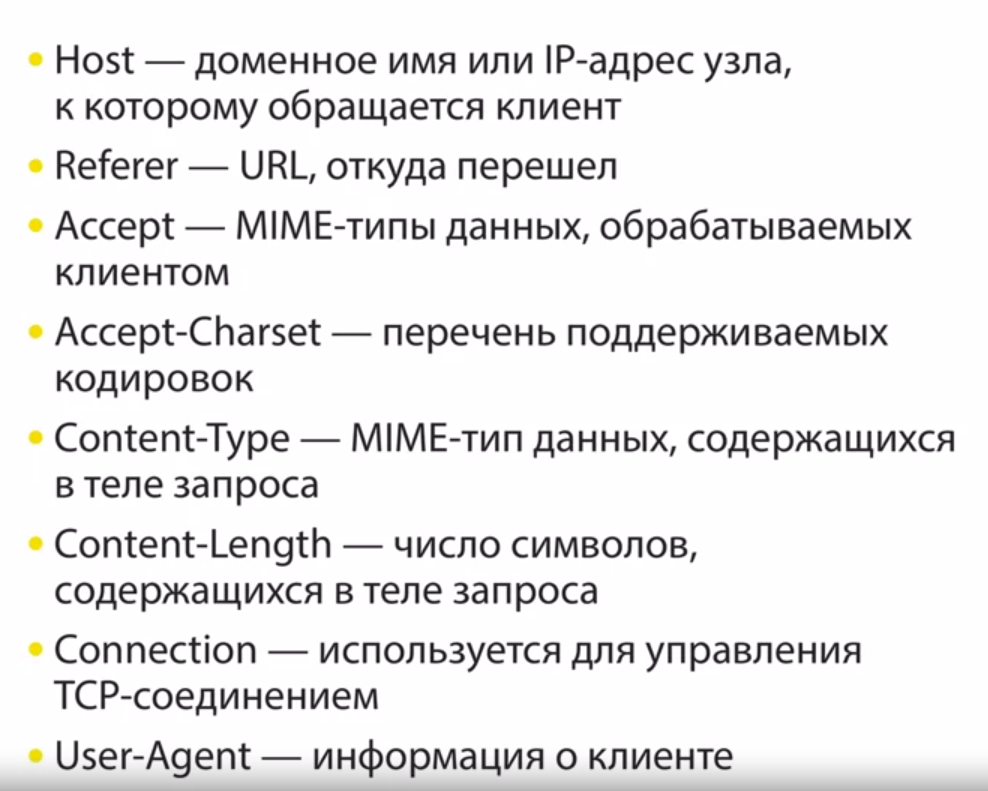 • Host — доменное имя или IP-адрес узла,
к которому обращается клиент
• Referer — URL, откуда перешел
• Accept — MIME-типы данных, обрабатываемых
клиентом
• Accept-Charset — перечень поддерживаемых
кодировок
• Content-Type — MIME-тип данных, содержащихся
в теле запроса
• Content-Length — число символов,
содержащихся в теле запроса
• Connection — используется для управления
TCP-соединением
• User-Agent — информация о клиенте